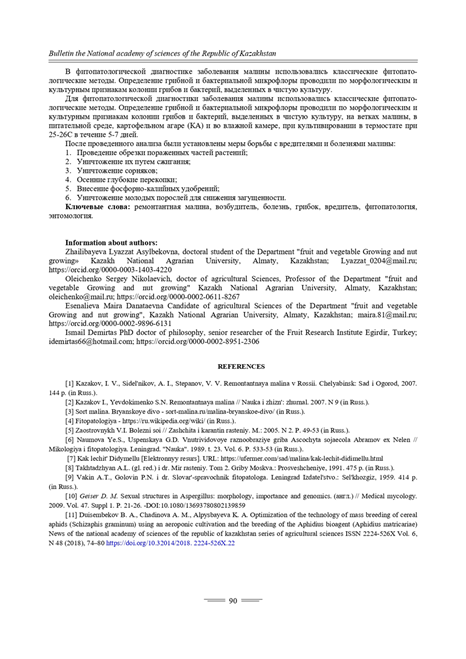 Bulletin the National academy of sciences of the Republic of Kazakhstan
В фитопатологической диагностике заболевания малины использовались классические фитопато-
логические методы. Определение грибной и бактериальной микрофлоры проводили по морфологическим и
культурным признакам колонии грибов и бактерий, выделенных в чистую культуру.
Для фитопатологической диагностики заболевания малины использовались классические фитопато-
логические методы. Определение грибной и бактериальной микрофлоры проводили по морфологическим и
культурным признакам колонии грибов и бактерий, выделенных в чистую культуру, на ветках малины, в
питательной среде, картофельном агаре (КА) и во влажной камере, при культивировании в термостате при
25-26С в течение 5-7 дней.
После проведенного анализа были установлены меры борьбы с вредителями и болезнями малины:
1. Проведение обрезки пораженных частей растений;
2. Уничтожение их путем сжигания;
3. Уничтожение сорняков;
4. Осенние глубокие перекопки;
5. Внесение фосфорно-калийных удобрений;
6. Уничтожение молодых порослей для снижения загущенности.
Ключевые слова: ремонтантная малина, возбудитель, болезнь, грибок, вредитель, фитопатология,
энтомология.
Information about authors:
Zhailibayeva Lyazzat Asylbekovna, doctoral student of the Department "fruit and vegetable Growing and nut
growing» Kazakh National Agrarian University, Almaty, Kazakhstan; Lyazzat_0204@mail.ru;
https://orcid.org/0000-0003-1403-4220
Oleichenko Sergey Nikolaevich, doctor of agricultural Sciences, Professor of the Department "fruit and
vegetable Growing and nut growing" Kazakh National Agrarian University, Almaty, Kazakhstan;
oleichenko@mail.ru; https://orcid.org/0000-0002-0611-8267
Esenalieva Maira Danataevna Candidate of agricultural Sciences of the Department "fruit and vegetable
Growing and nut growing", Kazakh National Agrarian University, Almaty, Kazakhstan; maira.81@mail.ru;
https://orcid.org/0000-0002-9896-6131
Ismail Demirtas PhD doctor of philosophy, senior researcher of the Fruit Research Institute Egirdir, Turkey;
idemirtas66@hotmail.com; https://orcid.org/0000-0002-8951-2306
REFERENCES
[1] Kazakov, I. V., Sidel'nikov, A. I., Stepanov, V. V. Remontantnaya malina v Rossii. Chelyabinsk: Sad i Ogorod, 2007.
144 p. (in Russ.).
[2] Kazakov I., Yevdokimenko S.N. Remontantnaya malina // Nauka i zhizn': zhurnal. 2007. N 9 (in Russ.).
[3] Sort malina. Bryanskoye divo - sort-malina.ru/malina-bryanskoe-divo/ (in Russ.).
[4] Fitopatologiya - https://ru.wikipedia.org/wiki/ (in Russ.).
[5] Zaostrovnykh V.I. Bolezni soi // Zashchita i karantin rasteniy. M.: 2005. N 2. P. 49-53 (in Russ.).
[6] Naumova Ye.S., Uspenskaya G.D. Vnutrividovoye raznoobraziye griba Ascochyta sojaecola Abramov ex Nelen //
Mikologiya i fitopatologiya. Leningrad. "Nauka". 1989. t. 23. Vol. 6. P. 533-53 (in Russ.).
[7] Kak lechit' Didymellu [Elektronnyy resurs]. URL: https://ufermer.com/sad/malina/kak-lechit-didimellu.html
[8] Takhtadzhyan A.L. (gl. red.) i dr. Mir rasteniy. Tom 2. Griby Moskva.: Prosveshcheniye, 1991. 475 p. (in Russ.).
[9] Vakin A.T., Golovin P.N. i dr. Slovar'-spravochnik fitopatologa. Leningrad Izdatel'stvo.: Sel'khozgiz, 1959. 414 p.
(in Russ.).
[10] Geiser D. M. Sexual structures in Aspergillus: morphology, importance and genomics. (англ.) // Medical mycology.
2009. Vol. 47. Suppl 1. P. 21-26. -DOI:10.1080/13693780802139859
[11] Duisembekov B. A., Chadinova A. M., Alpysbayeva K. A. Optimization of the technology of mass breeding of cereal
aphids (Schizaphis graminum) using an aeroponic cultivation and the breeding of the Aphidius bioagent (Aphidius matricariae)
News of the national academy of sciences of the republic of kazakhstan series of agricultural sciences ISSN 2224-526X Vol. 6,
N 48 (2018), 74–80 https://doi.org/10.32014/2018. 2224-526X.22
90